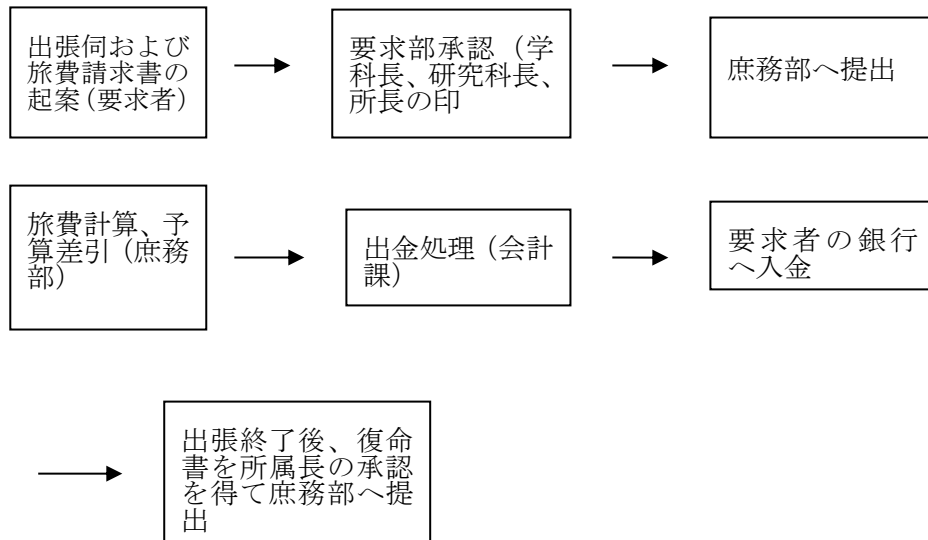 出張伺および
旅費請求書の
起案(要求者)
要求部承認(学
科長、研究科長、
所長の印
庶務部へ提出
旅費計算、予
算差引(庶務
部)
出金処理(会計
課)
要求者の銀行
へ入金
出張終了後、復命
書を所属長の承認
を得て庶務部へ提
出